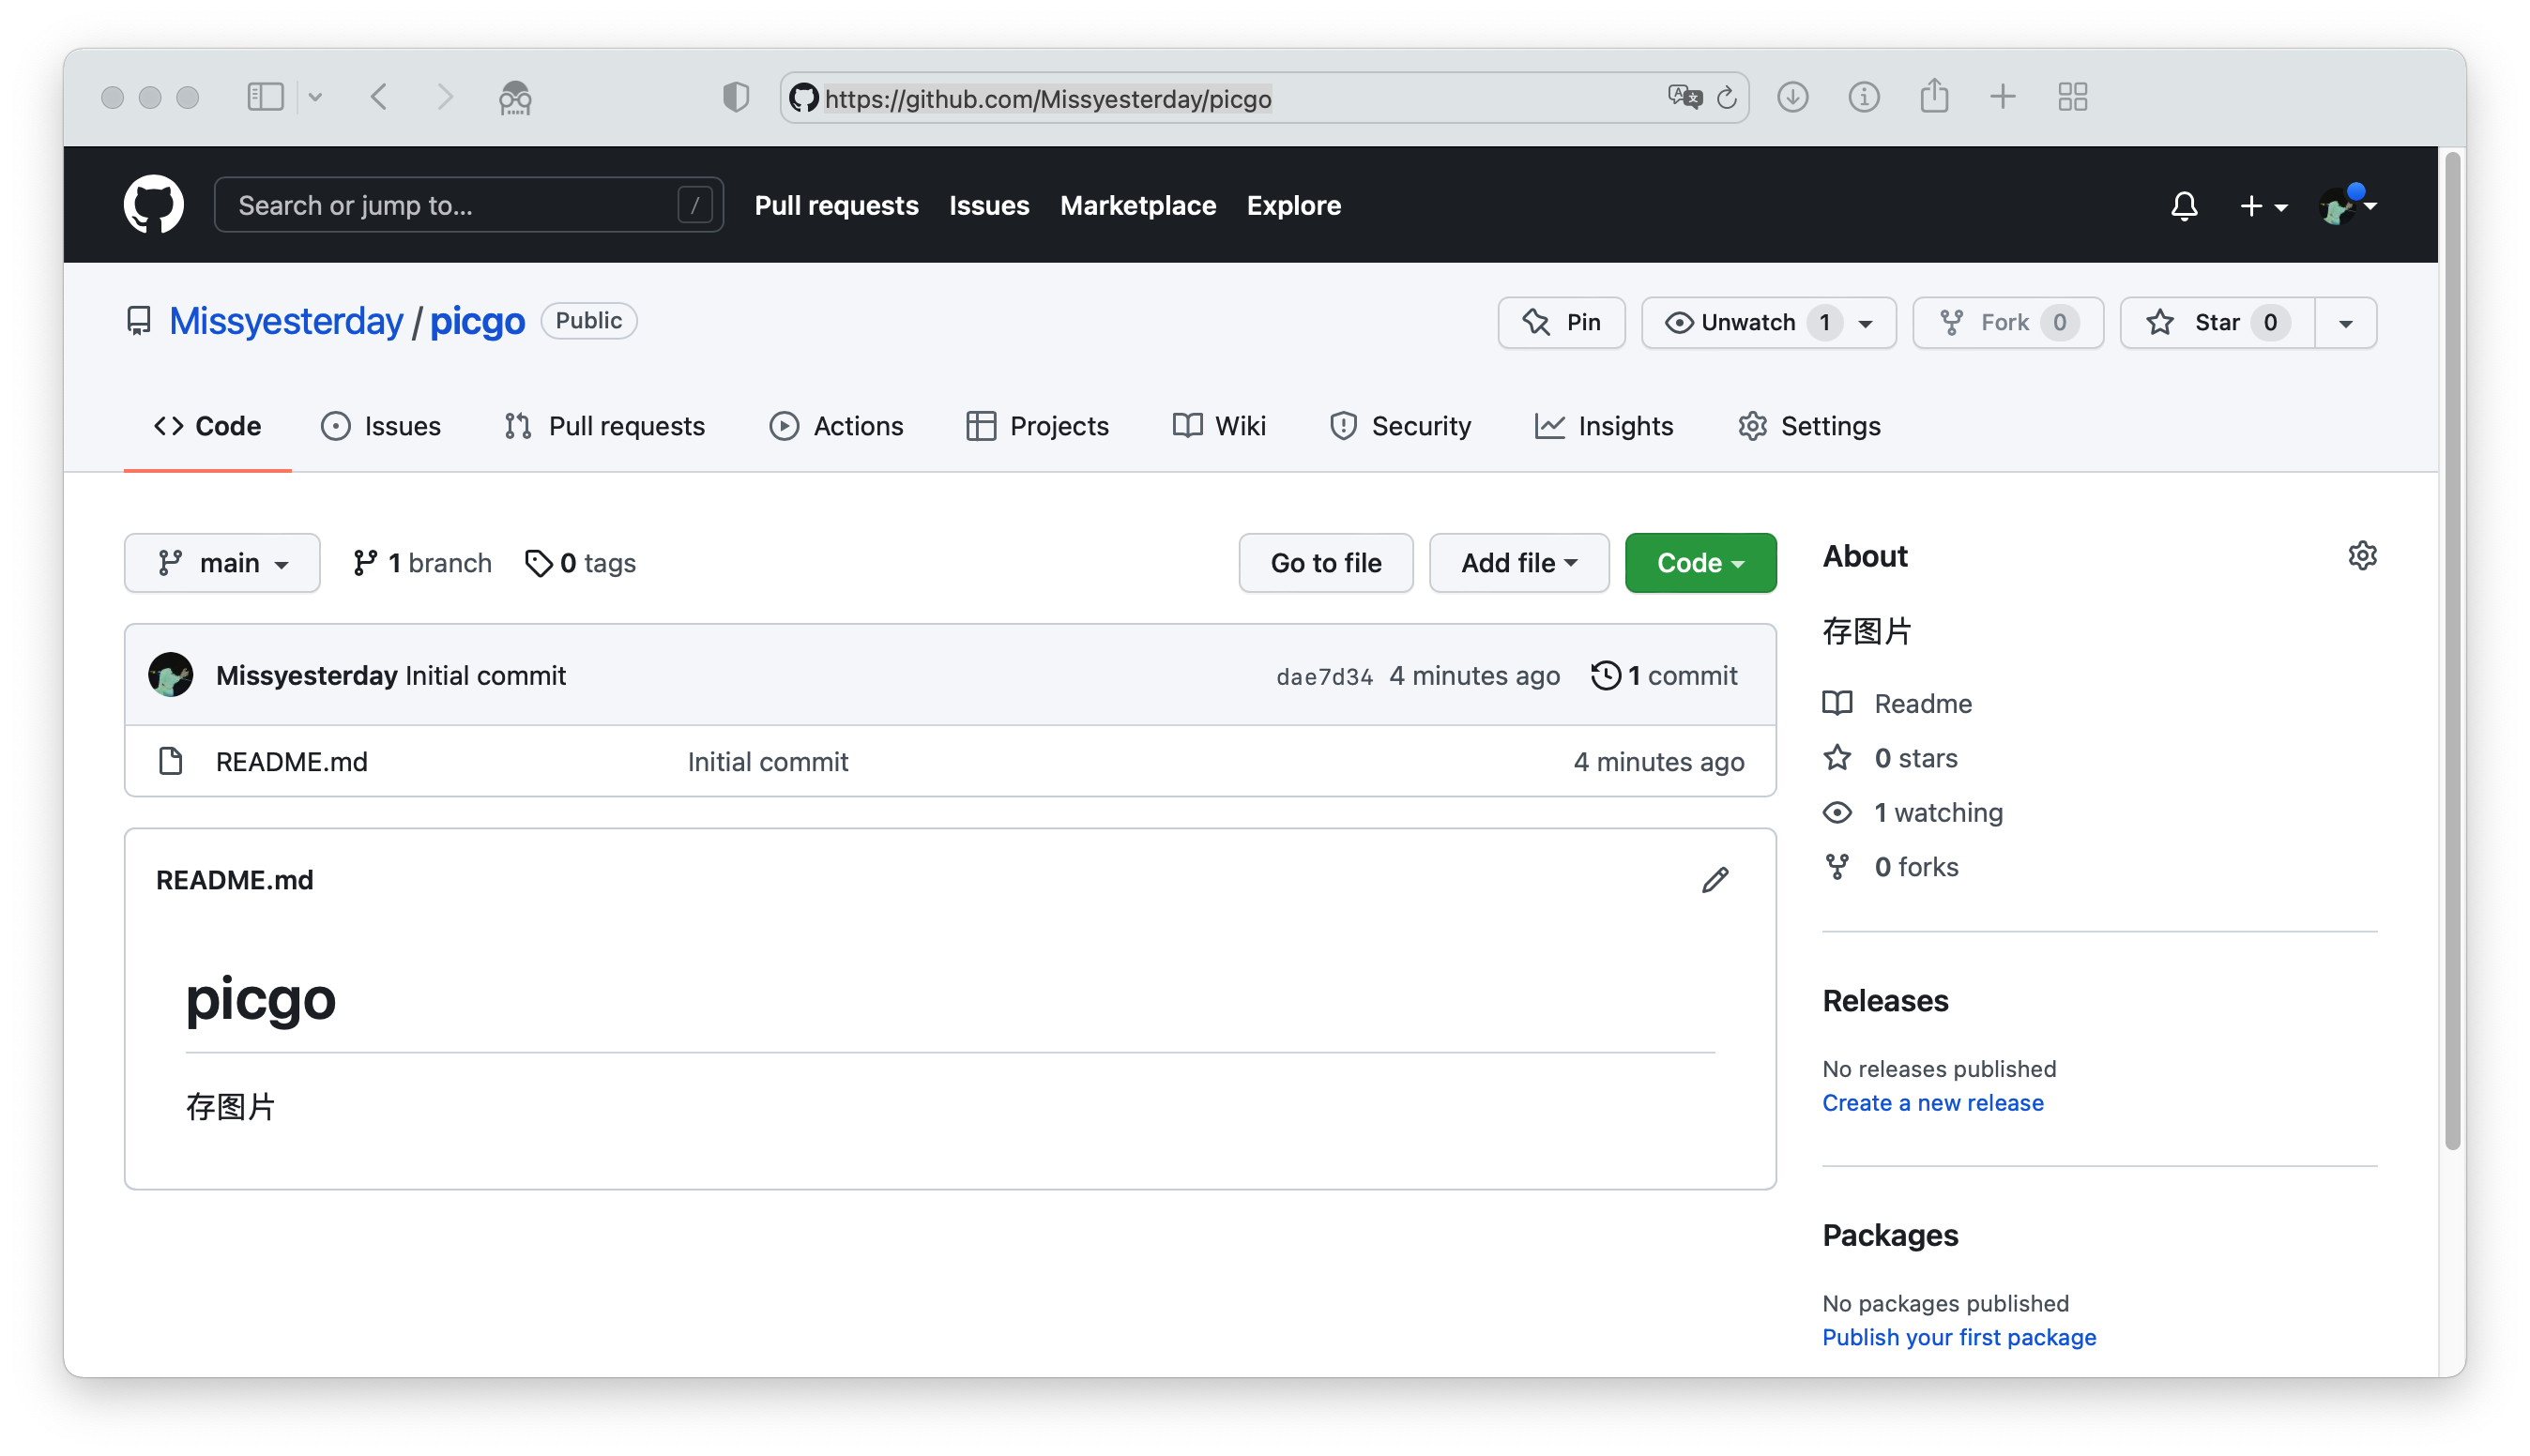 https://github.com/Missyesterday/picgo
Search or jump to... /
Pull requests Issues Marketplace Explore
Missyesterday / picgo Public
Pin Unwatch 1 Fork 0 Star 0
Code Issues Pull requests Actions Projects Wiki Security Insights Settings
main 1 branch 0 tags Go to file Add file Code
Missyesterday Initial commit dae7d34 4 minutes ago 1 commit
README.md Initial commit 4 minutes ago
README.md
picgo
存图片
About
存图片
Readme
0 stars
1 watching
0 forks
Releases
No releases published
Create a new release
Packages
No packages published
Publish your first package